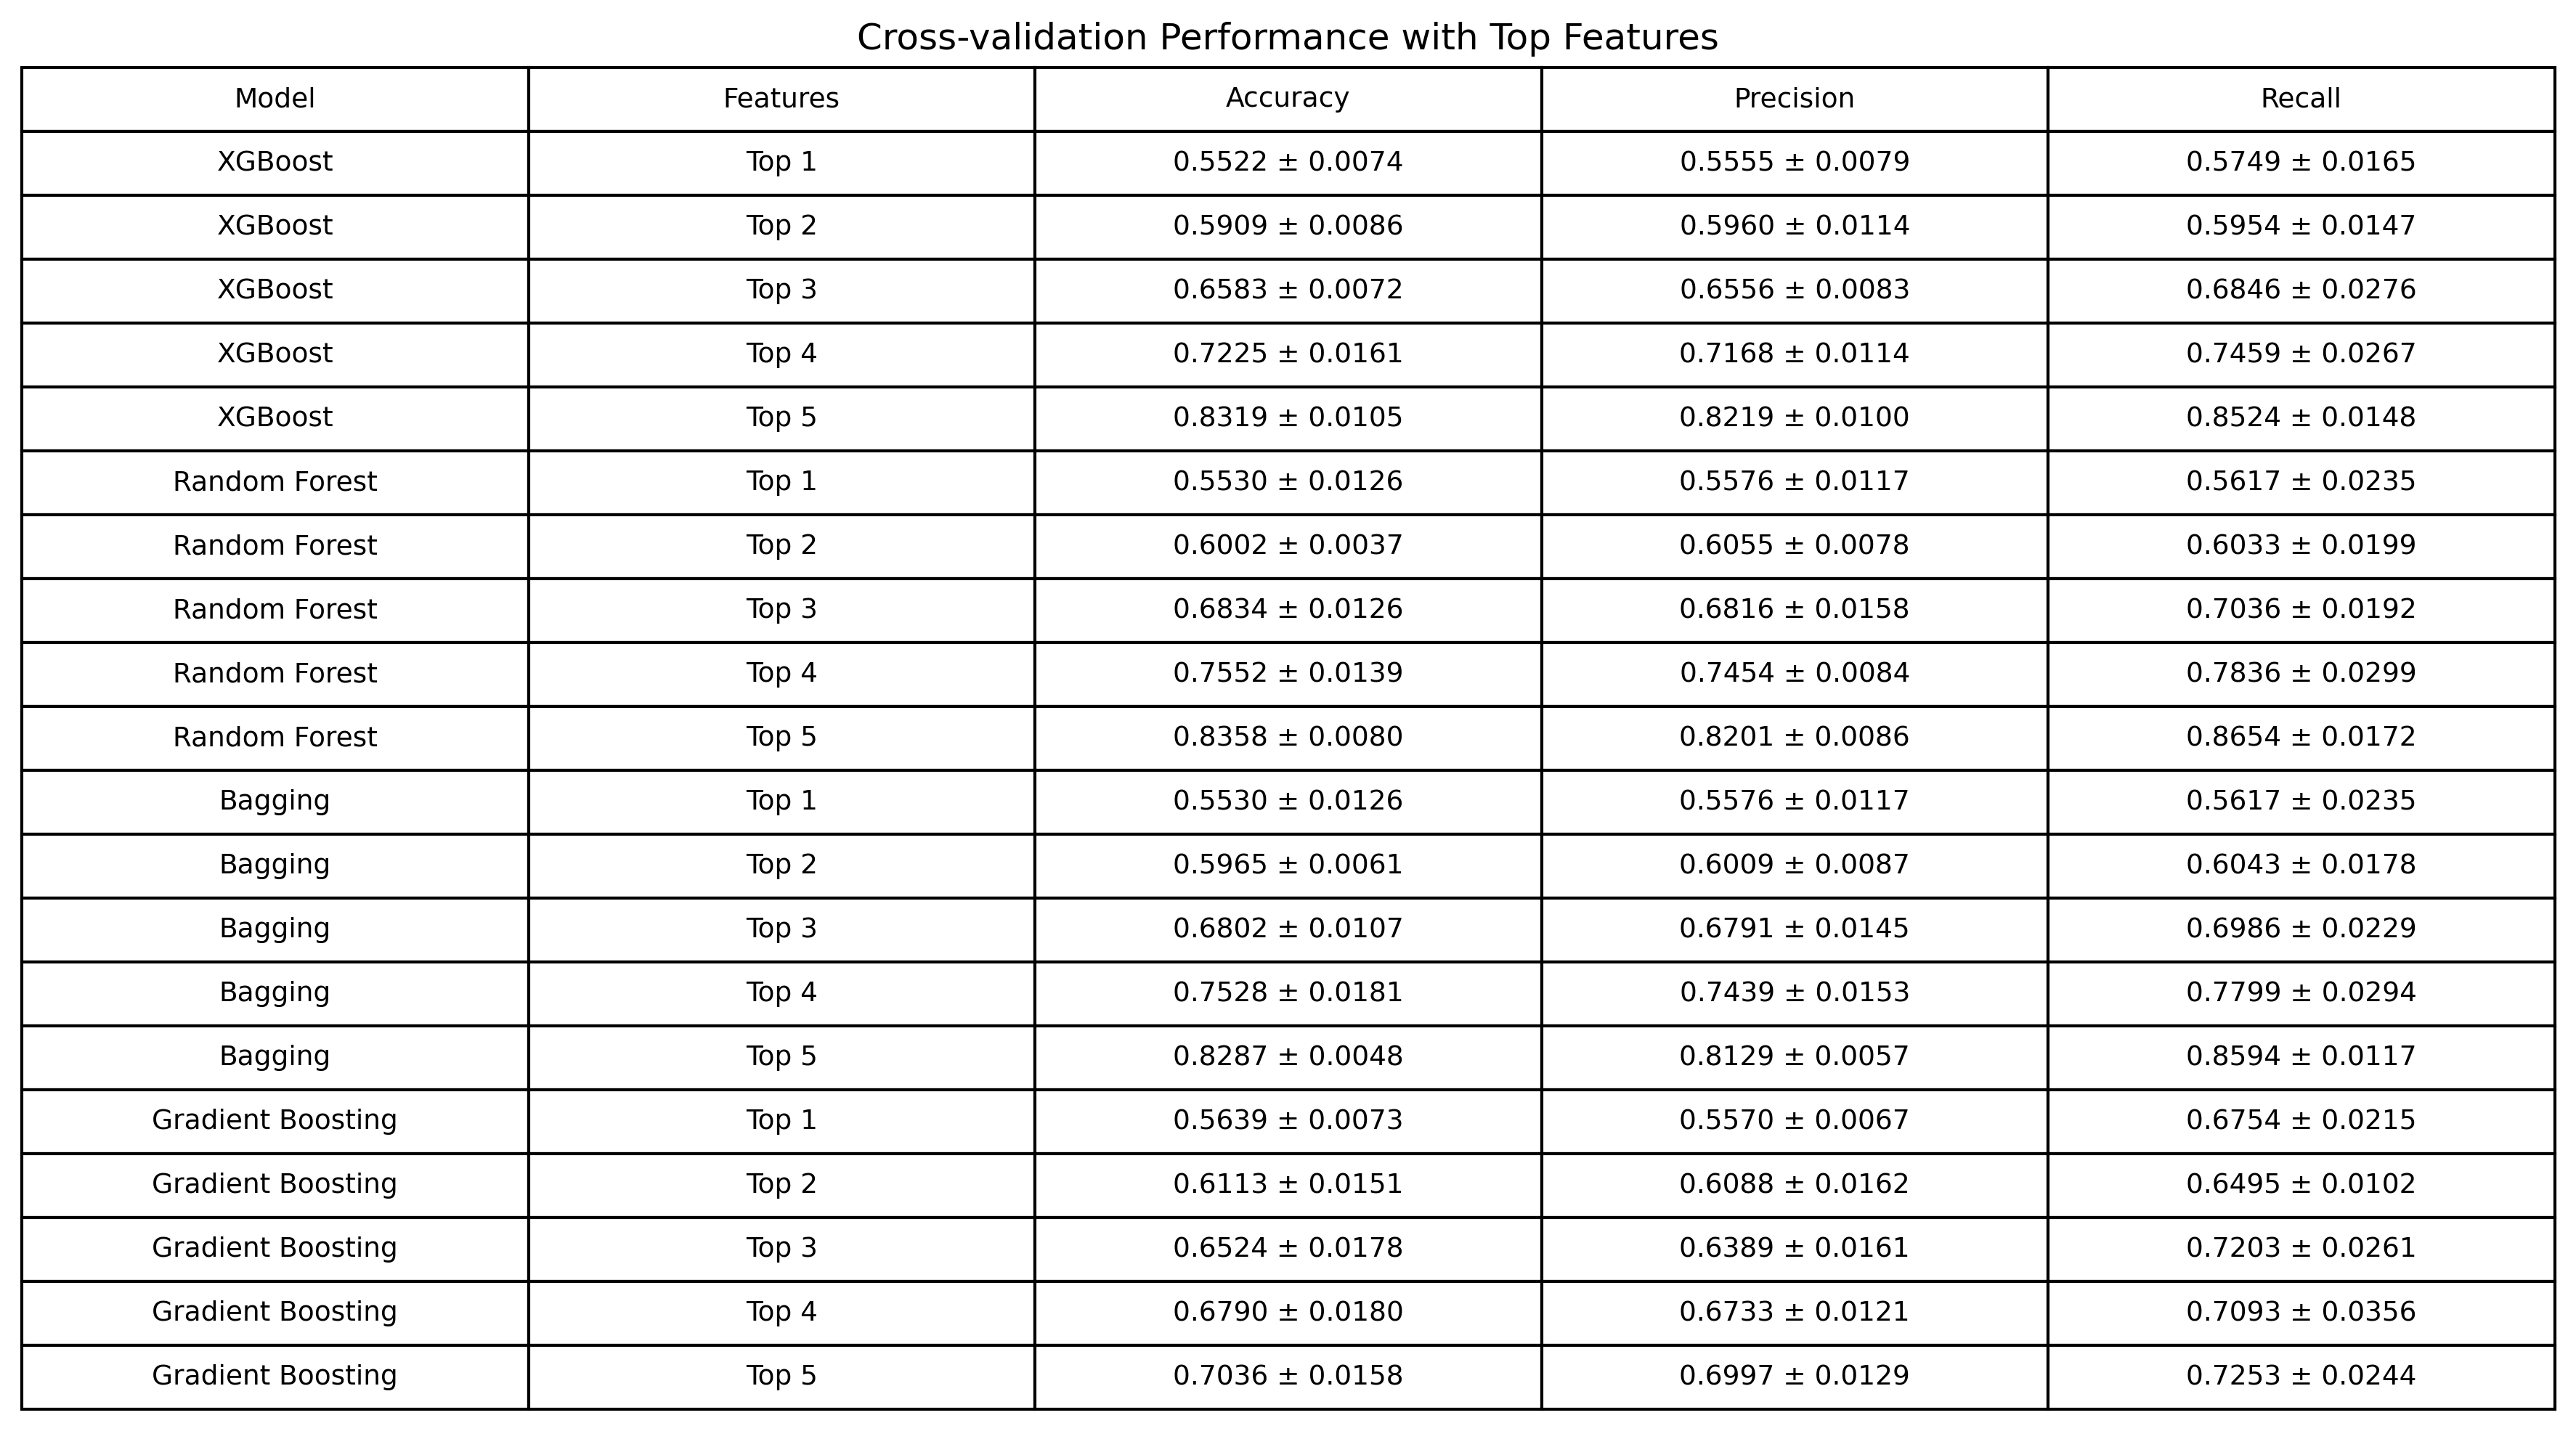 Cross-validation Performance with Top Features
Model Features Accuracy Precision Recall
XGBoost Top 1 0.5522 ± 0.0074 0.5555 ± 0.0079 0.5749 ± 0.0165
XGBoost Top 2 0.5909 ± 0.0086 0.5960 ± 0.0114 0.5954 ± 0.0147
XGBoost Top 3 0.6583 ± 0.0072 0.6556 ± 0.0083 0.6846 ± 0.0276
XGBoost Top 4 0.7225 ± 0.0161 0.7168 ± 0.0114 0.7459 ± 0.0267
XGBoost Top 5 0.8319 ± 0.0105 0.8219 ± 0.0100 0.8524 ± 0.0148
Random Forest Top 1 0.5530 ± 0.0126 0.5576 ± 0.0117 0.5617 ± 0.0235
Random Forest Top 2 0.6002 ± 0.0037 0.6055 ± 0.0078 0.6033 ± 0.0199
Random Forest Top 3 0.6834 ± 0.0126 0.6816 ± 0.0158 0.7036 ± 0.0192
Random Forest Top 4 0.7552 ± 0.0139 0.7454 ± 0.0084 0.7836 ± 0.0299
Random Forest Top 5 0.8358 ± 0.0080 0.8201 ± 0.0086 0.8654 ± 0.0172
Bagging Top 1 0.5530 ± 0.0126 0.5576 ± 0.0117 0.5617 ± 0.0235
Bagging Top 2 0.5965 ± 0.0061 0.6009 ± 0.0087 0.6043 ± 0.0178
Bagging Top 3 0.6802 ± 0.0107 0.6791 ± 0.0145 0.6986 ± 0.0229
Bagging Top 4 0.7528 ± 0.0181 0.7439 ± 0.0153 0.7799 ± 0.0294
Bagging Top 5 0.8287 ± 0.0048 0.8129 ± 0.0057 0.8594 ± 0.0117
Gradient Boosting Top 1 0.5639 ± 0.0073 0.5570 ± 0.0067 0.6754 ± 0.0215
Gradient Boosting Top 2 0.6113 ± 0.0151 0.6088 ± 0.0162 0.6495 ± 0.0102
Gradient Boosting Top 3 0.6524 ± 0.0178 0.6389 ± 0.0161 0.7203 ± 0.0261
Gradient Boosting Top 4 0.6790 ± 0.0180 0.6733 ± 0.0121 0.7093 ± 0.0356
Gradient Boosting Top 5 0.7036 ± 0.0158 0.6997 ± 0.0129 0.7253 ± 0.0244